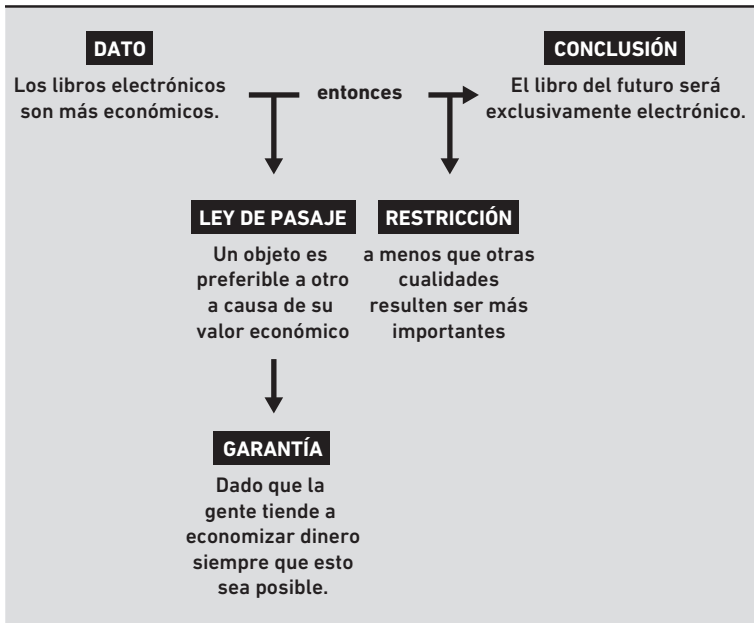 DATO
Los libros electrónicos
son más económicos.
entonces
CONCLUSIÓN
El libro del futuro será
exclusivamente electrónico.
LEY DE PASAJE
Un objeto es
preferible a otro
a causa de su
valor económico
RESTRICCIÓN
a menos que otras
cualidades
resulten ser más
importantes
GARANTÍA
Dado que la
gente tiende a
economizar dinero
siempre que esto
sea posible.